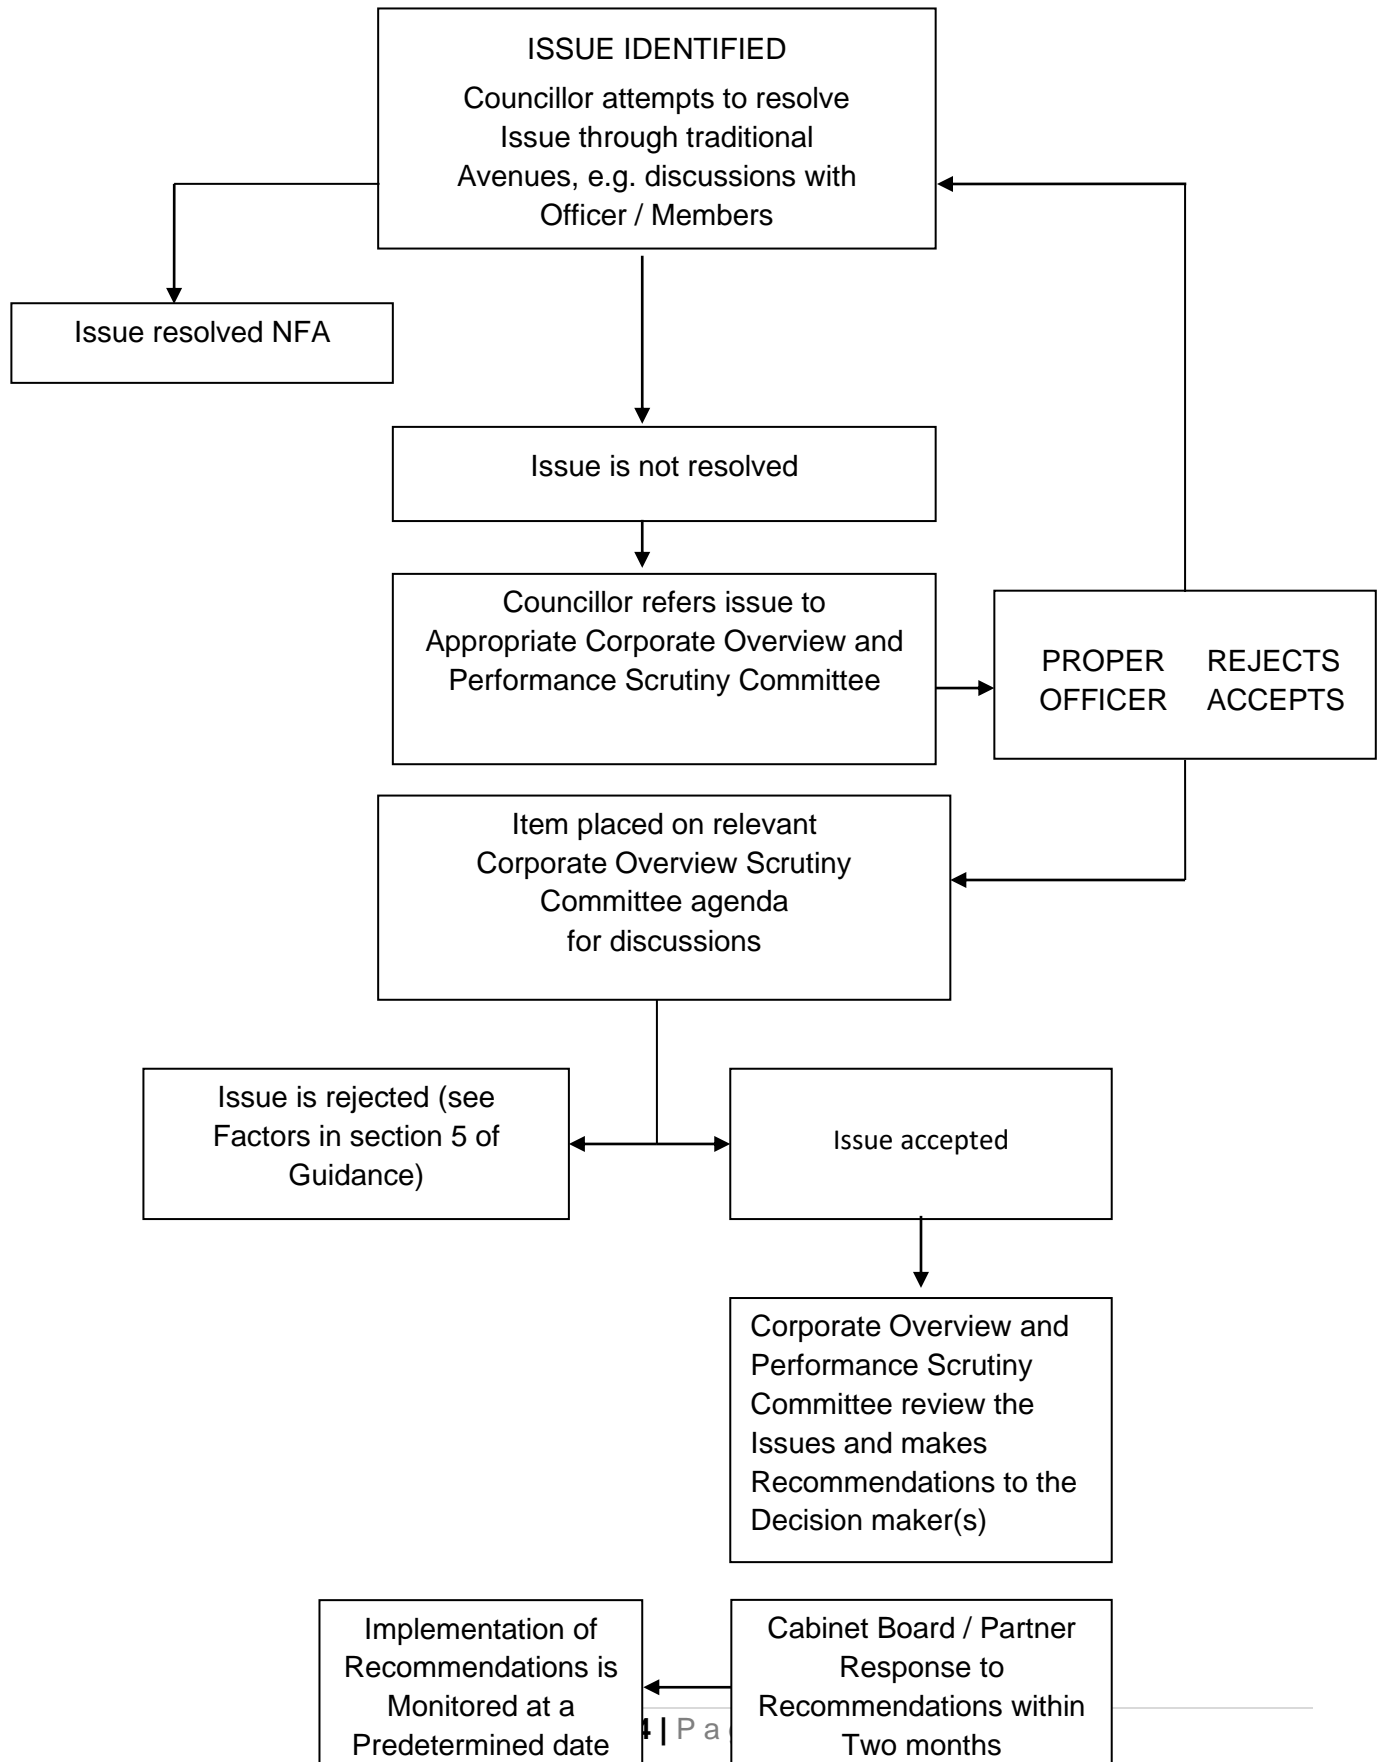 ISSUE IDENTIFIED
Councillor attempts to resolve
Issue through traditional
Avenues, e.g. discussions with
Officer / Members
Issue resolved NFA
Issue is not resolved
Councillor refers issue to
Appropriate Corporate Overview and
Performance Scrutiny Committee
PROPER REJECTS
OFFICER ACCEPTS
Item placed on relevant
Corporate Overview Scrutiny
Committee agenda
for discussions
Issue is rejected (see
Factors in section 5 of
Guidance)
Issue accepted
Corporate Overview and
Performance Scrutiny
Committee review the
Issues and makes
Recommendations to the
Decision maker(s)
Implementation of
Recommendations is
Monitored at a
Predetermined date
Cabinet Board / Partner
Response to
Recommendations within
Two months
| P a